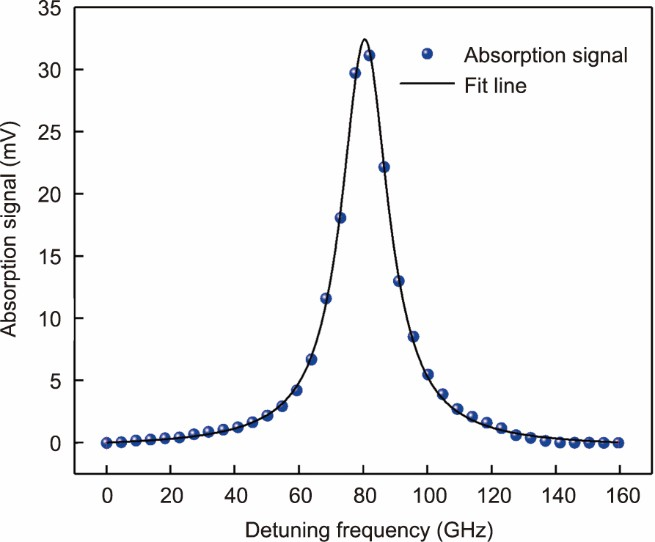 35
30
25
20
15
10
5
0
Absorption signal (mV)
Absorption signal
Fit line
0 20 40 60 80 100 120 140 160
Detuning frequency (GHz)